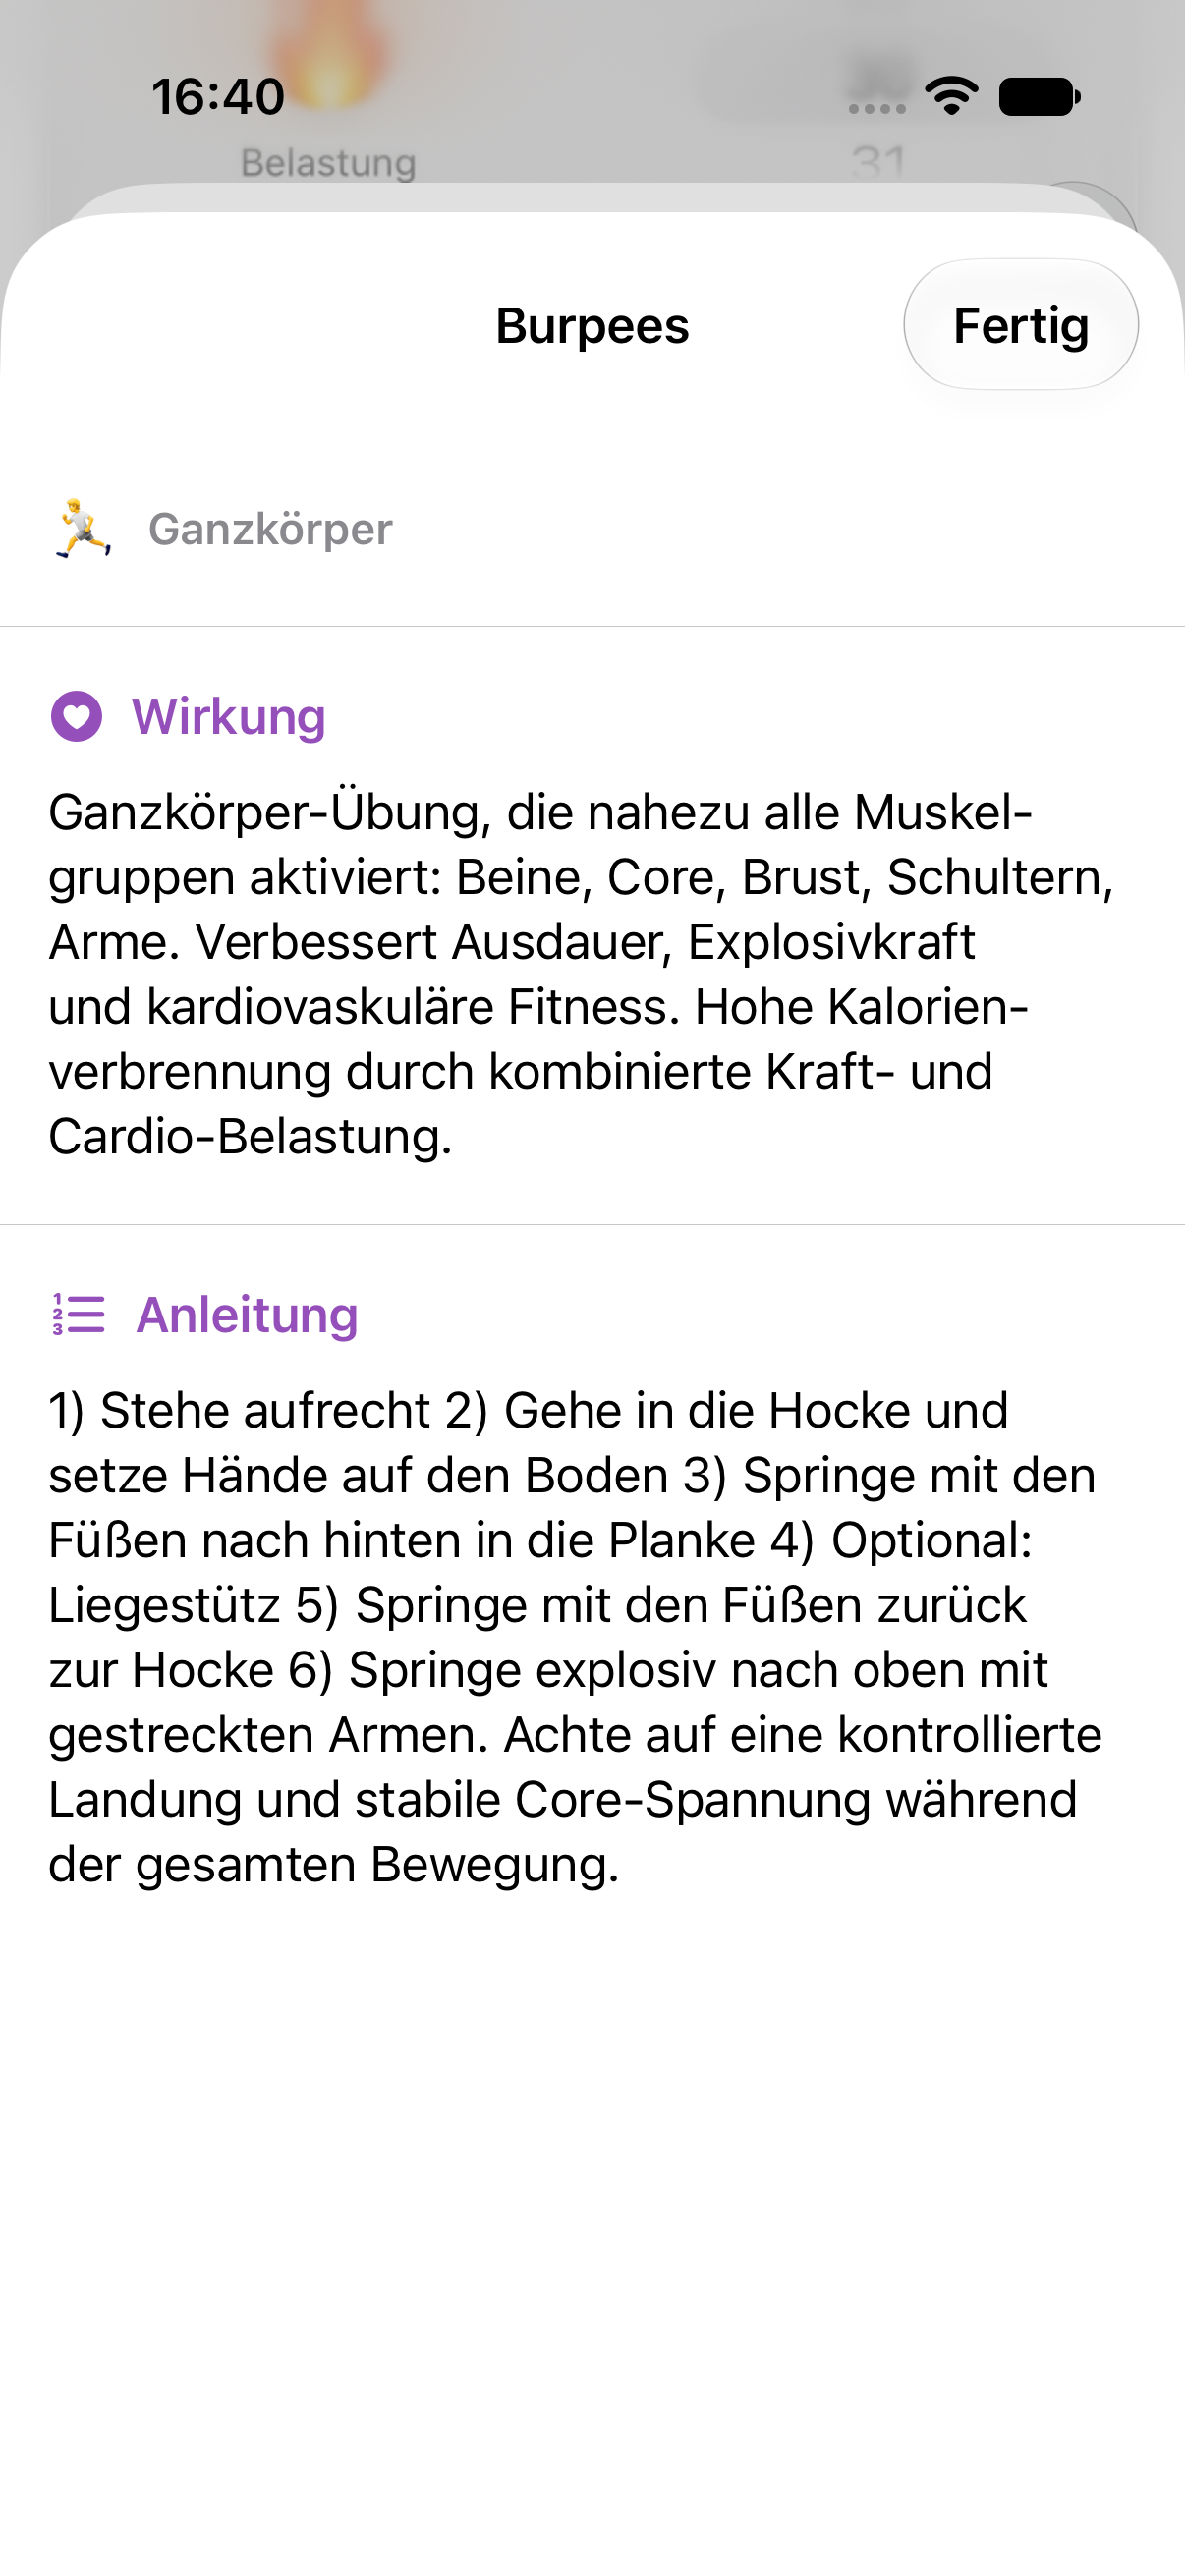 16:40
Belastung
31
Burpees
Fertig
Ganzkörper
Wirkung
Ganzkörper-Übung, die nahezu alle Muskel-
gruppen aktiviert: Beine, Core, Brust, Schultern,
Arme. Verbessert Ausdauer, Explosivkraft
und kardiovaskuläre Fitness. Hohe Kalorien-
verbrennung durch kombinierte Kraft- und
Cardio-Belastung.
1
2
3
Anleitung
1) Stehe aufrecht 2) Gehe in die Hocke und
setze Hände auf den Boden 3) Springe mit den
Füßen nach hinten in die Planke 4) Optional:
Liegestütz 5) Springe mit den Füßen zurück
zur Hocke 6) Springe explosiv nach oben mit
gestreckten Armen. Achte auf eine kontrollierte
Landung und stabile Core-Spannung während
der gesamten Bewegung.